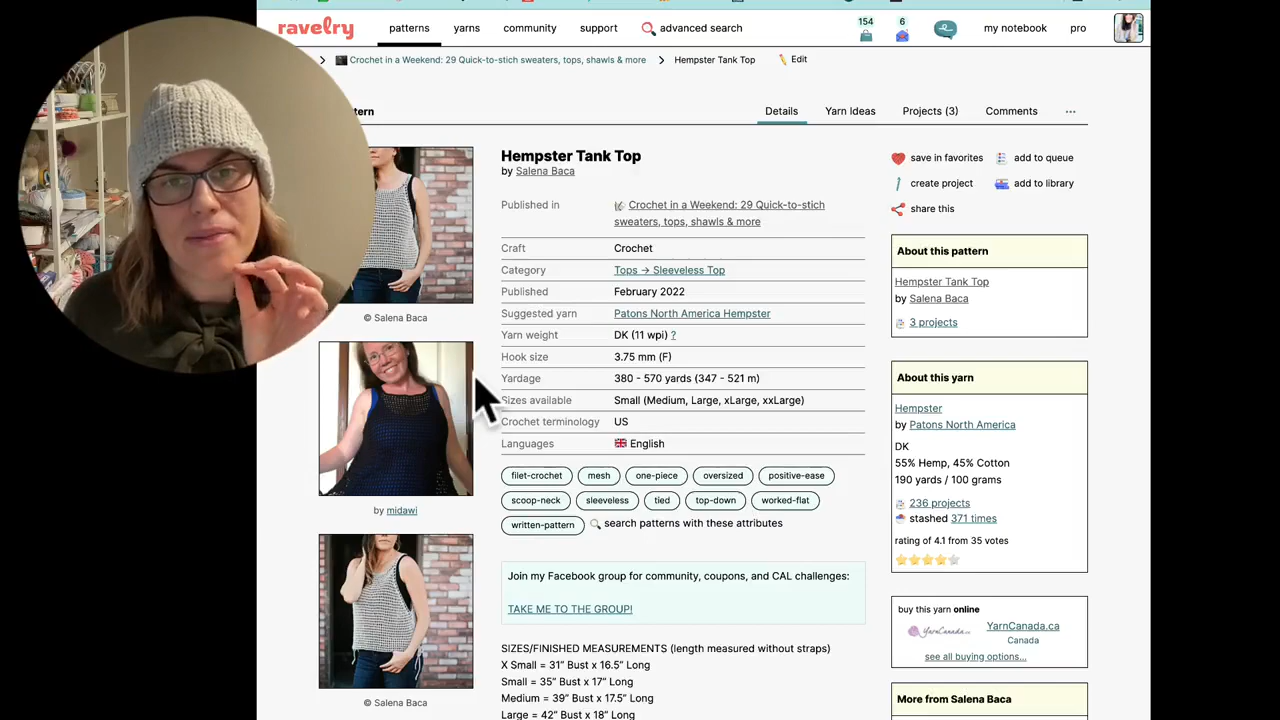 ravelry
patterns
yarns
community
support
advanced search
154
6
my notebook
pro
Crochet in a Weekend: 29 Quick-to-stich sweaters, tops, shawls & more
Hempster Tank Top
Edit
Details
Yarn Ideas
Projects (3)
Comments
...
© Salena Baca
by midawi
© Salena Baca
Hempster Tank Top
by Salena Baca
Published in Crochet in a Weekend: 29 Quick-to-stich
sweaters, tops, shawls & more
Craft Crochet
Category Tops → Sleeveless Top
Published February 2022
Suggested yarn Patons North America Hempster
Yarn weight DK (11 wpi) ?
Hook size 3.75 mm (F)
Yardage 380 - 570 yards (347 - 521 m)
Sizes available Small (Medium, Large, xLarge, xxLarge)
Crochet terminology US
Languages English
filet-crochet mesh one-piece oversized positive-ease
scoop-neck sleeveless tied top-down worked-flat
written-pattern search patterns with these attributes
Join my Facebook group for community, coupons, and CAL challenges:
TAKE ME TO THE GROUP!
SIZES/FINISHED MEASUREMENTS (length measured without straps)
X Small = 31" Bust x 16.5" Long
Small = 35" Bust x 17" Long
Medium = 39" Bust x 17.5" Long
Large = 42" Bust x 18" Long
save in favorites
add to queue
create project
add to library
share this
About this pattern
Hempster Tank Top
by Salena Baca
3 projects
About this yarn
Hempster
by Patons North America
DK
55% Hemp, 45% Cotton
190 yards / 100 grams
236 projects
stashed 371 times
rating of 4.1 from 35 votes
buy this yarn online
YarnCanada.ca
YarnCanada.ca
Canada
see all buying options...
More from Salena Baca